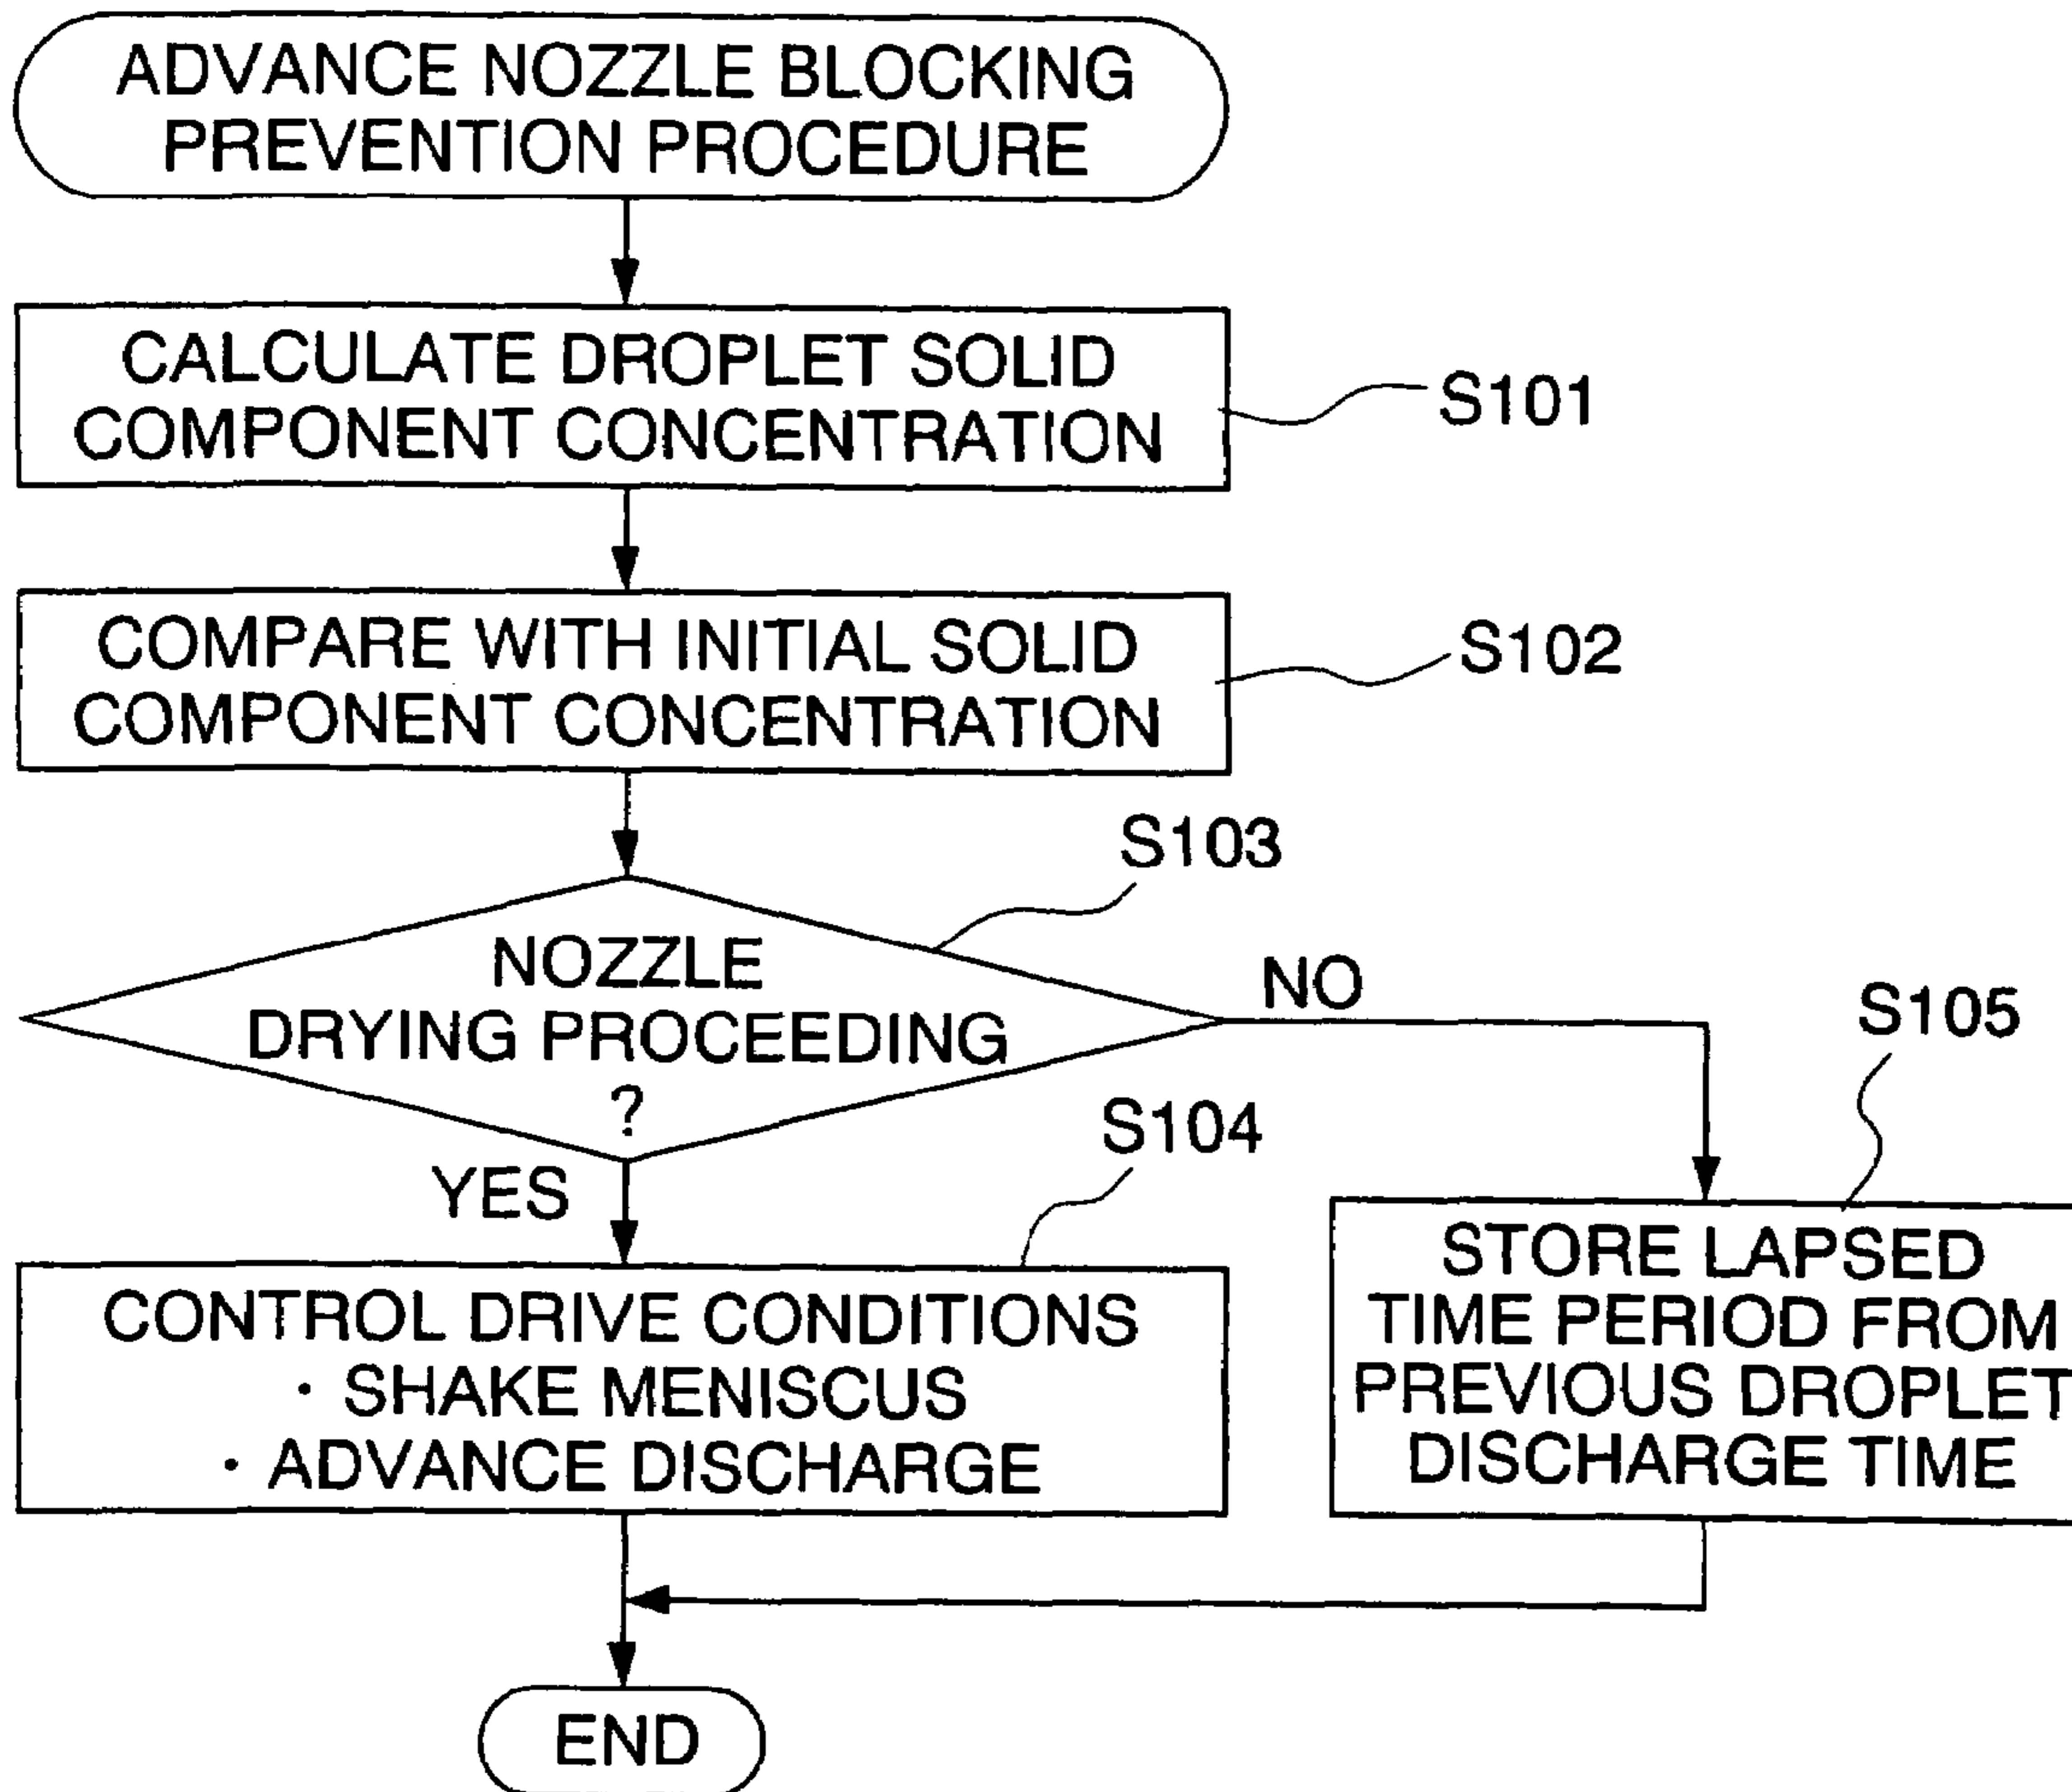 ADVANCE NOZZLE BLOCKING
PREVENTION PROCEDURE
CALCULATE DROPLET SOLID
COMPONENT CONCENTRATION
S101
COMPARE WITH INITIAL SOLID
COMPONENT CONCENTRATION
S102
S103
NOZZLE
DRYING PROCEEDING
?
NO
YES
S104
S105
CONTROL DRIVE CONDITIONS
· SHAKE MENISCUS
· ADVANCE DISCHARGE
STORE LAPSED
TIME PERIOD FROM
PREVIOUS DROPLET
DISCHARGE TIME
END